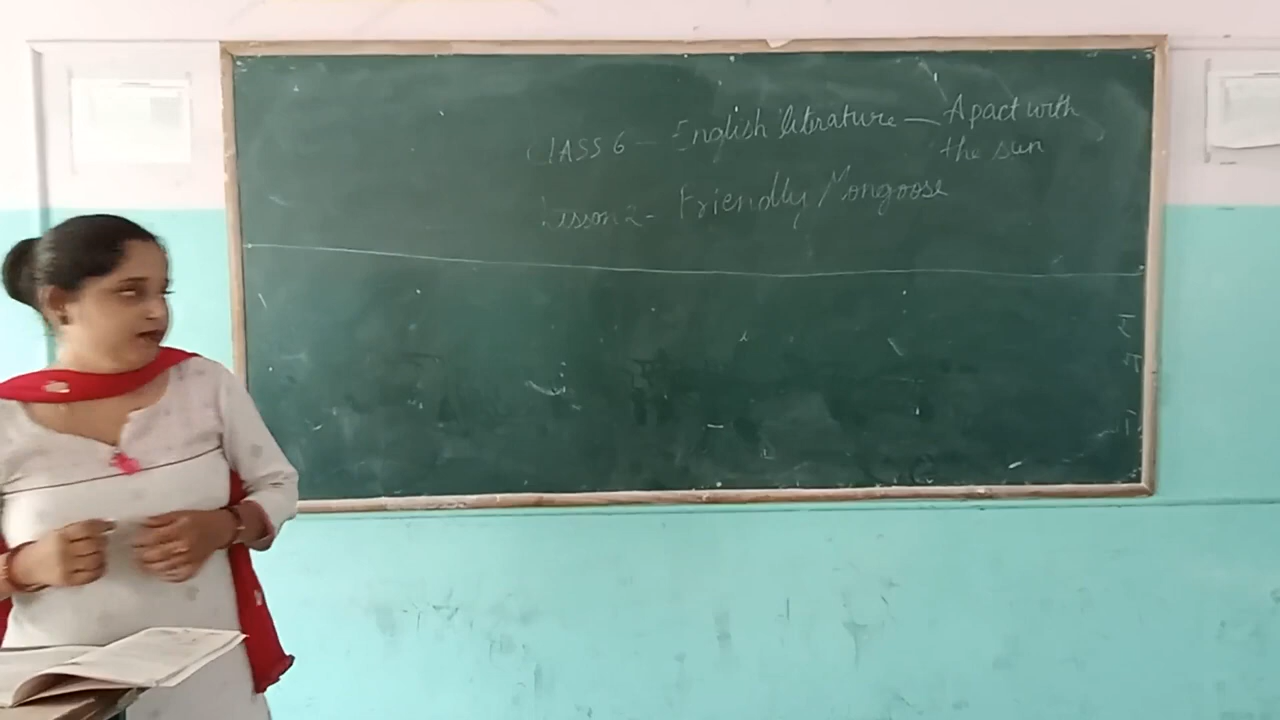 CLASS 6 - English literature - A pact with
the sun
Lesson 2 - Friendly Mongoose